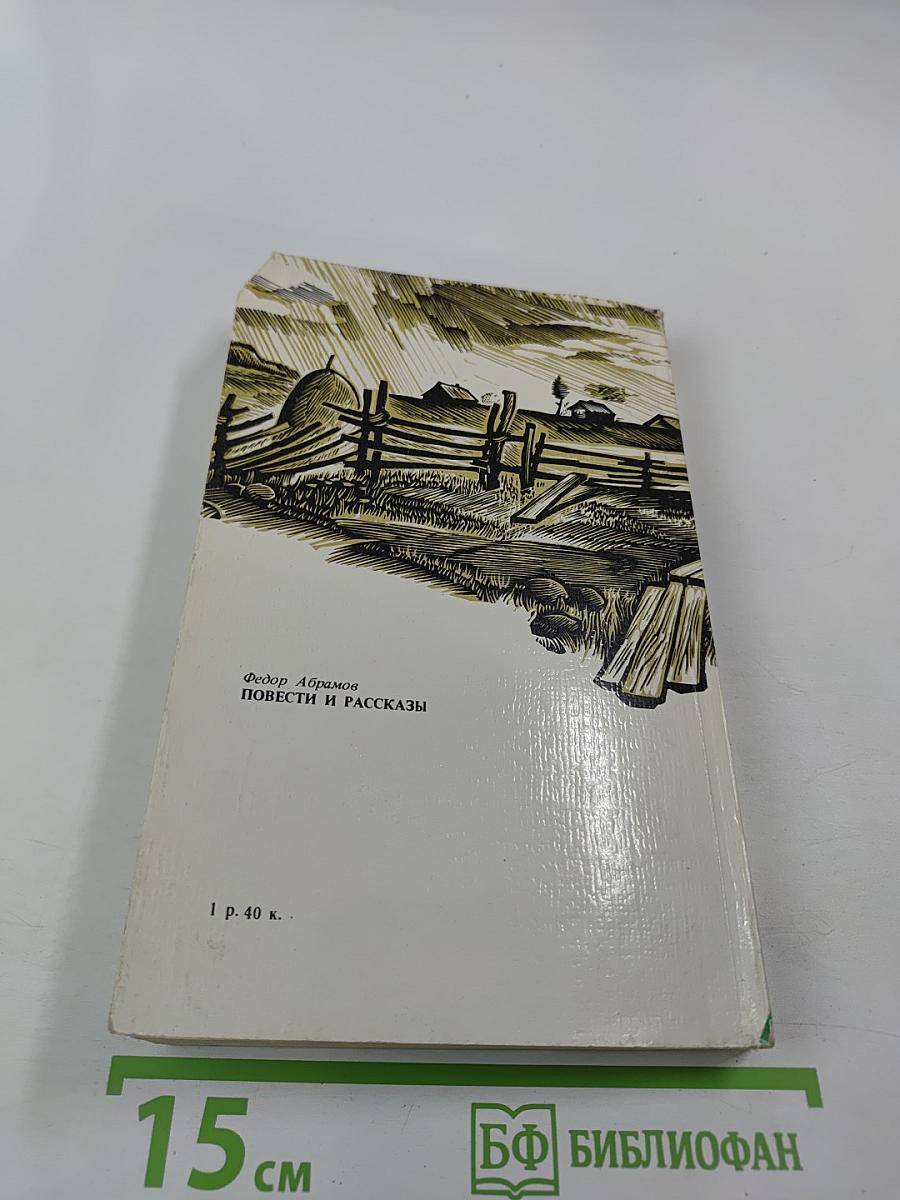 Федор Абрамов
ПОВЕСТИ И РАССКАЗЫ
1 р. 40 к.
15 см
БФ БИБЛИОФАН